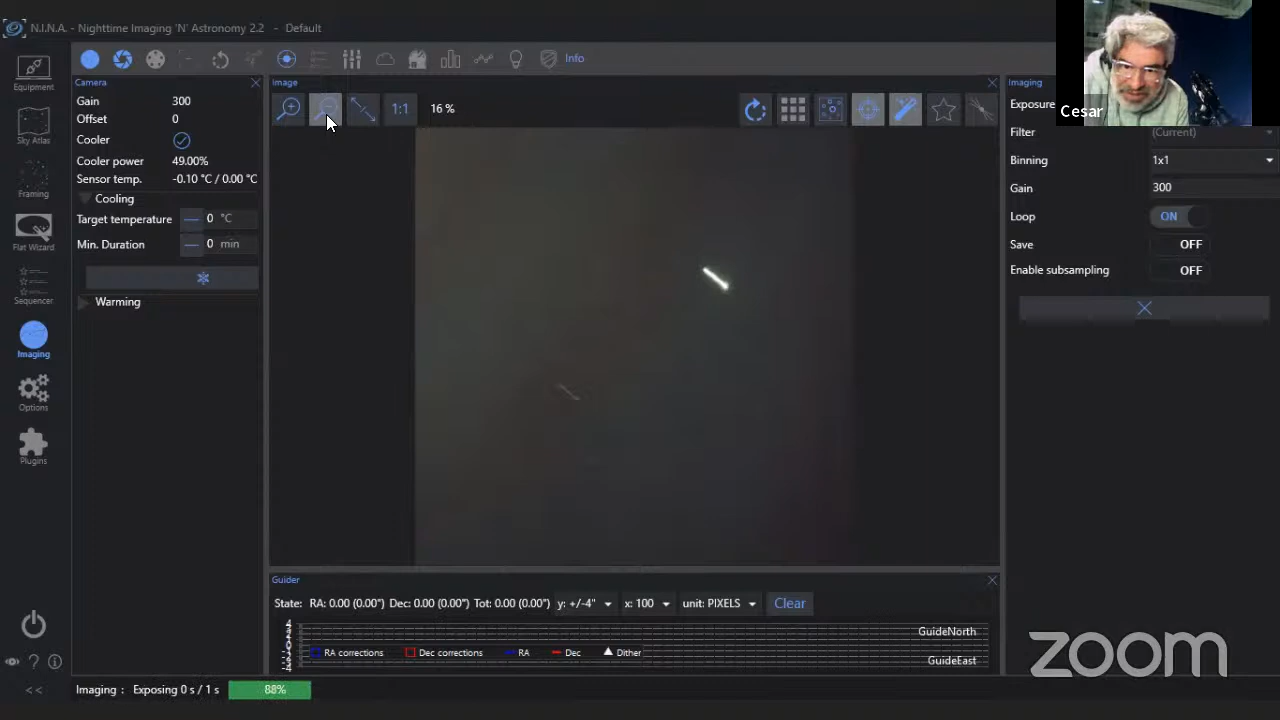 N.I.N.A. - Nighttime Imaging 'N' Astronomy 2.2 - Default
Info
Equipment
Sky Atlas
Framing
Flat Wizard
Sequencer
Imaging
Options
Plugins
<<
Camera
Gain 300
Offset 0
Cooler
Cooler power 49.00%
Sensor temp. -0.10 °C / 0.00 °C
Cooling
Target temperature 0 °C
Min. Duration 0 min
Warming
Image
1:1 16 %
Imaging
Exposure
Filter (Current)
Binning 1x1
Gain 300
Loop ON
Save OFF
Enable subsampling OFF
Cesar
Guider
State: RA: 0.00 (0.00") Dec: 0.00 (0.00") Tot: 0.00 (0.00") y: +/-4" x: 100 unit: PIXELS Clear
GuideNorth
RA corrections Dec corrections RA Dec Dither
GuideEast
Imaging : Exposing 0 s / 1 s 88%
zoom